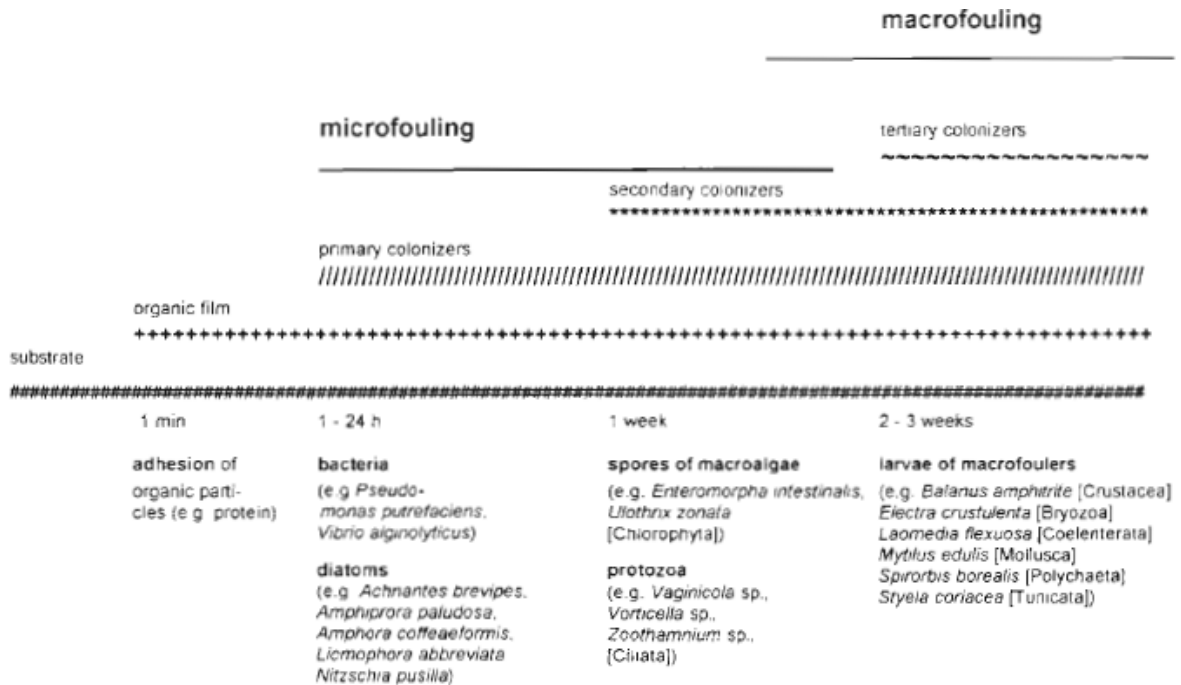 macrofouling
microfouling
tertiary colonizers
~~~~~~~~~~~~~~~~~~
secondary colonizers
primary colonizers
organic film
substrate
1 min
1 - 24 h
1 week
2 - 3 weeks
adhesion of
organic parti-
cles (e g protein)
bacteria
(e.g Pseudo-
monas putrefaciens,
Vibrio alginolyticus)
diatoms
(e.g Achnantes brevipes,
Amphiprora paludosa,
Amphora coffeaeformis,
Licmophora abbreviata
Nitzschia pusilla)
spores of macroalgae
(e.g. Enteromorpha intestinalis,
Ulothrix zonata
[Chlorophyta])
protozoa
(e.g. Vaginicola sp.,
Vorticella sp.,
Zoothamnium sp.,
[Ciliata])
larvae of macrofoulers
(e.g. Balanus amphitrite [Crustacea]
Electra crustulenta [Bryozoa]
Laomedia flexuosa [Coelenterata]
Mytilus edulis [Mollusca]
Spirorbis borealis [Polychaeta]
Styela coriacea [Tunicata])